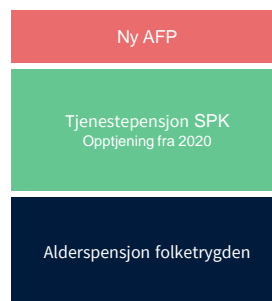 Ny AFP
Tjenestepensjon SPK
Opptjening fra 2020
Alderspensjon folketrygden